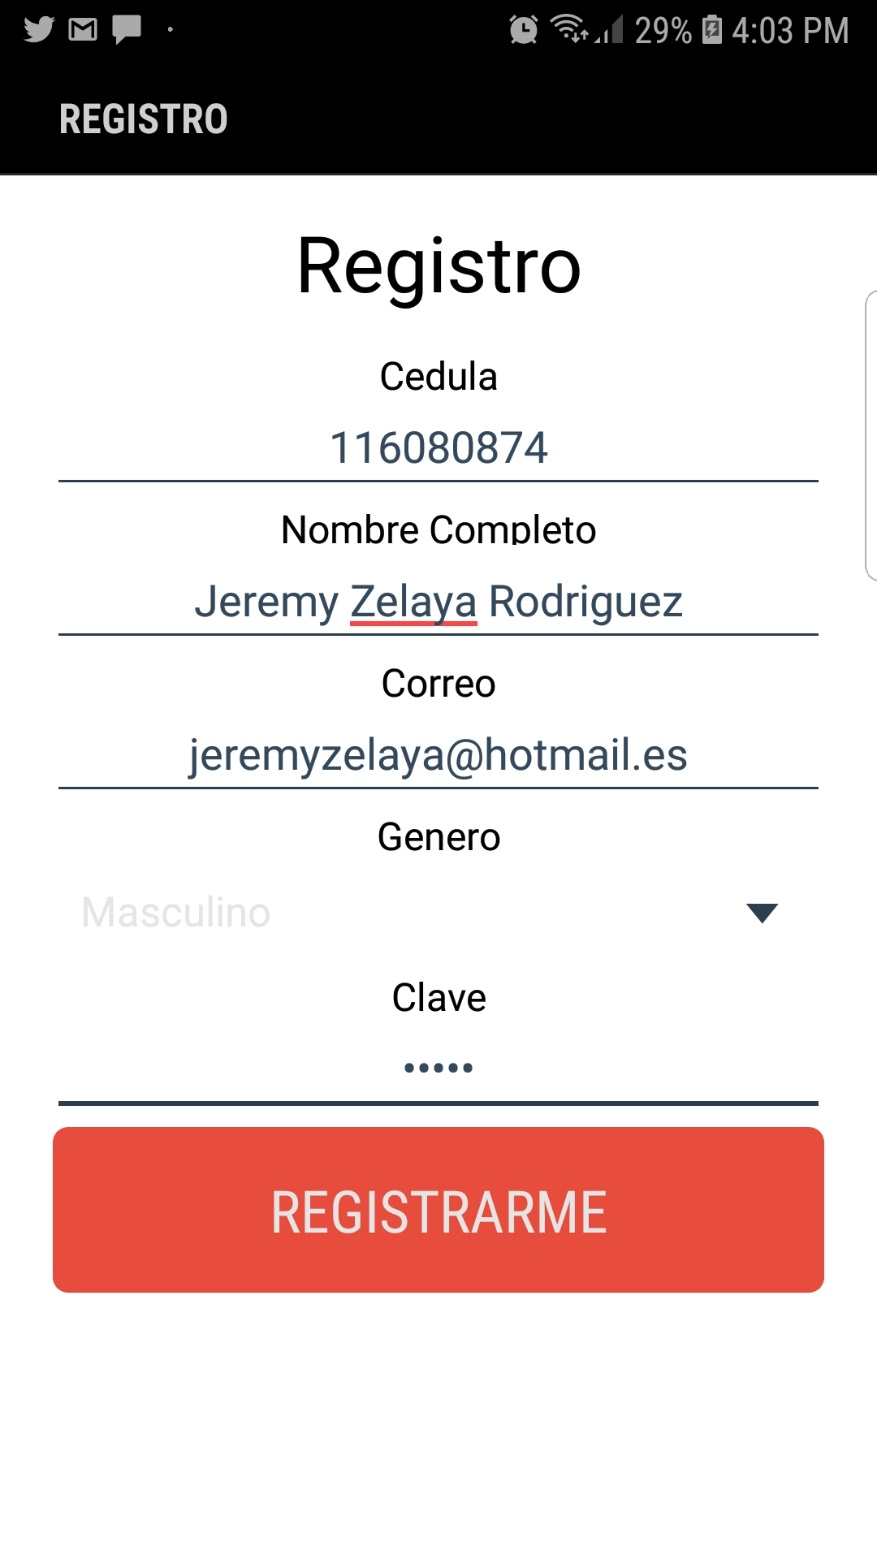 29% 4:03 PM
REGISTRO
Registro
Cedula
116080874
Nombre Completo
Jeremy Zelaya Rodriguez
Correo
jeremyzelaya@hotmail.es
Genero
Masculino
Clave
•••••
REGISTRARME